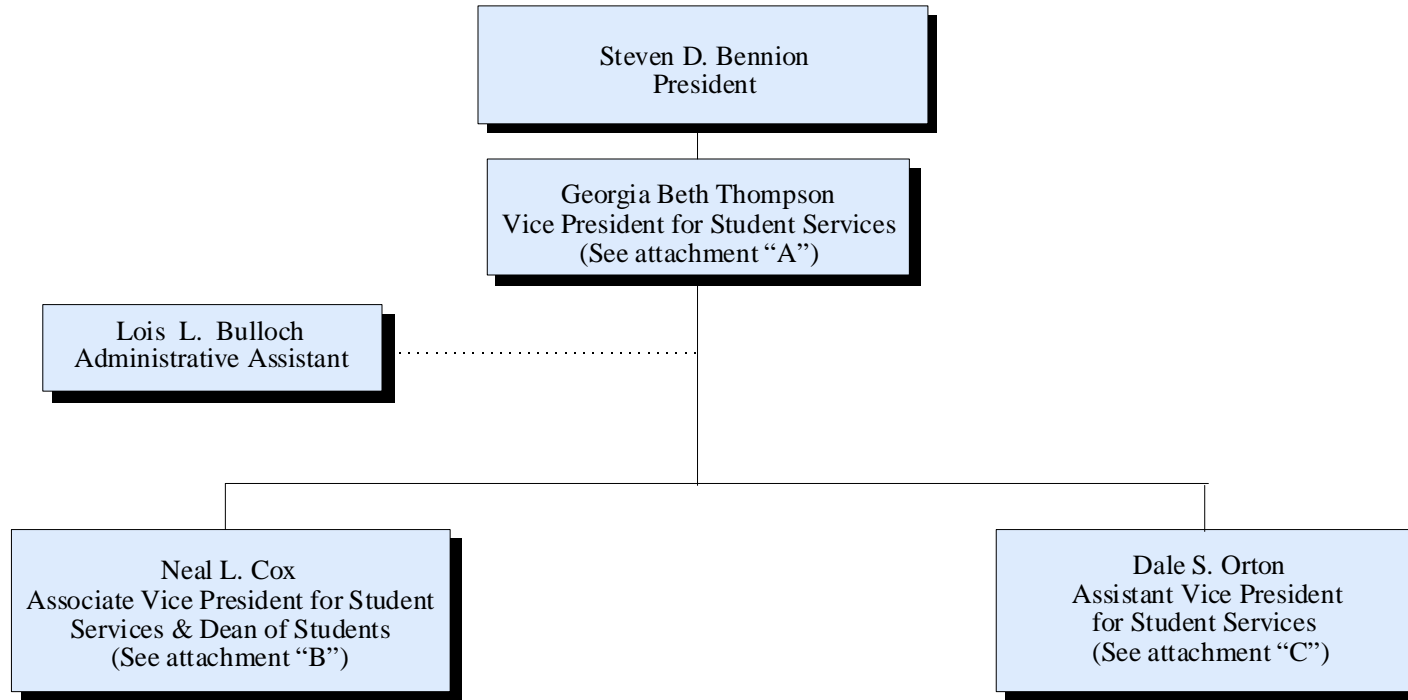 Steven D. Bennion
President
Georgia Beth Thompson
Vice President for Student Services
(See attachment “A”)
Lois L. Bulloch
Administrative Assistant
Neal L. Cox
Associate Vice President for Student
Services & Dean of Students
(See attachment “B”)
Dale S. Orton
Assistant Vice President
for Student Services
(See attachment “C”)